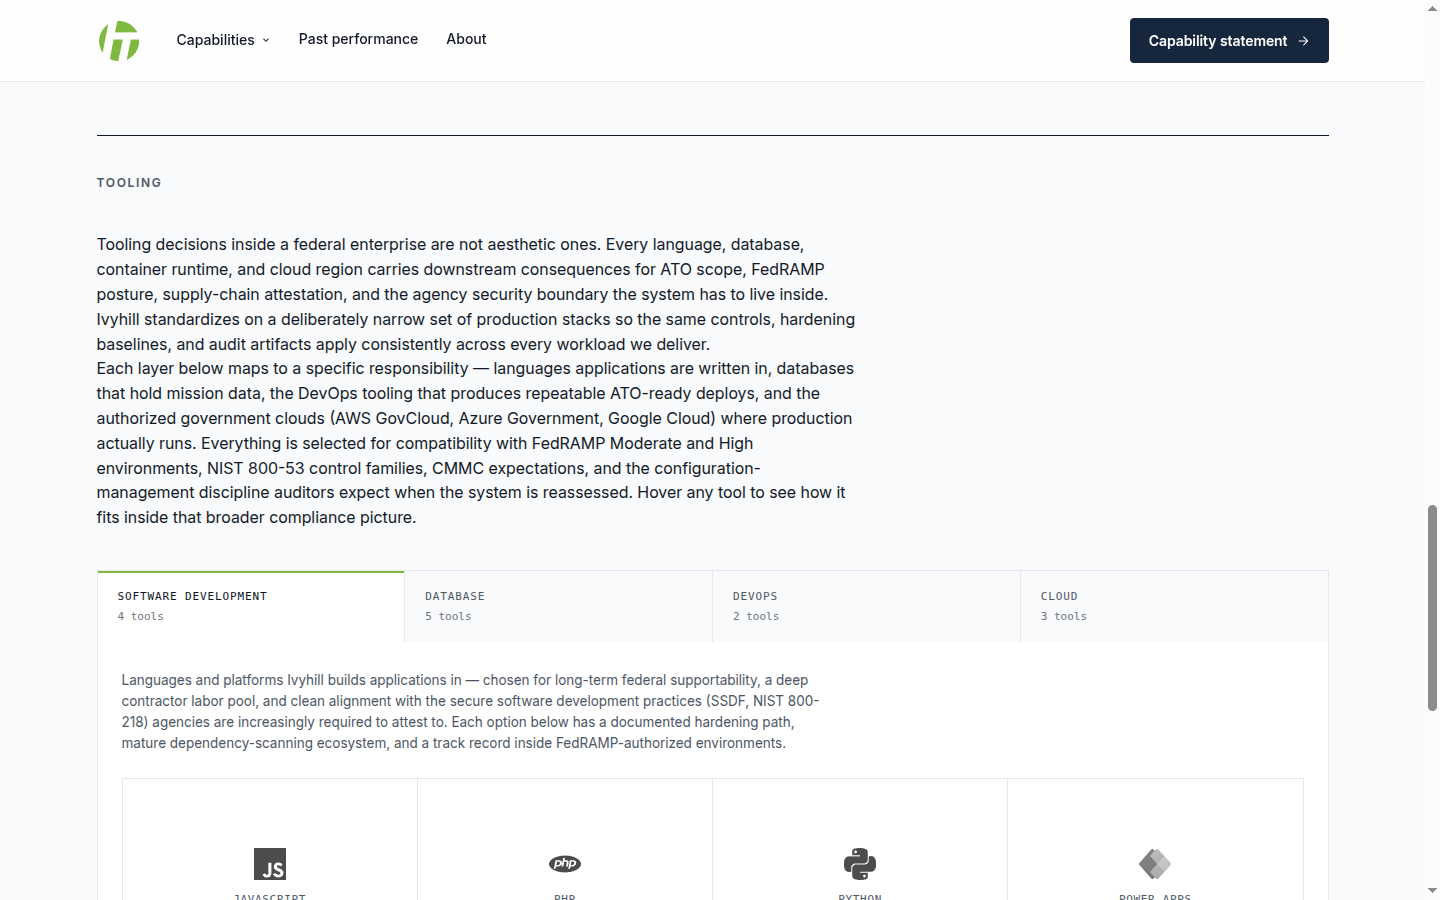 Capabilities
Past performance
About
Capability statement
TOOLING
Tooling decisions inside a federal enterprise are not aesthetic ones. Every language, database,
container runtime, and cloud region carries downstream consequences for ATO scope, FedRAMP
posture, supply-chain attestation, and the agency security boundary the system has to live inside.
Ivyhill standardizes on a deliberately narrow set of production stacks so the same controls, hardening
baselines, and audit artifacts apply consistently across every workload we deliver.
Each layer below maps to a specific responsibility — languages applications are written in, databases
that hold mission data, the DevOps tooling that produces repeatable ATO-ready deploys, and the
authorized government clouds (AWS GovCloud, Azure Government, Google Cloud) where production
actually runs. Everything is selected for compatibility with FedRAMP Moderate and High
environments, NIST 800-53 control families, CMMC expectations, and the configuration-
management discipline auditors expect when the system is reassessed. Hover any tool to see how it
fits inside that broader compliance picture.
SOFTWARE DEVELOPMENT
4 tools
DATABASE
5 tools
DEVOPS
2 tools
CLOUD
3 tools
Languages and platforms Ivyhill builds applications in — chosen for long-term federal supportability, a deep
contractor labor pool, and clean alignment with the secure software development practices (SSDF, NIST 800-
218) agencies are increasingly required to attest to. Each option below has a documented hardening path,
mature dependency-scanning ecosystem, and a track record inside FedRAMP-authorized environments.
JS
php
JAVASCRIPT
PHP
PYTHON
POWER APPS